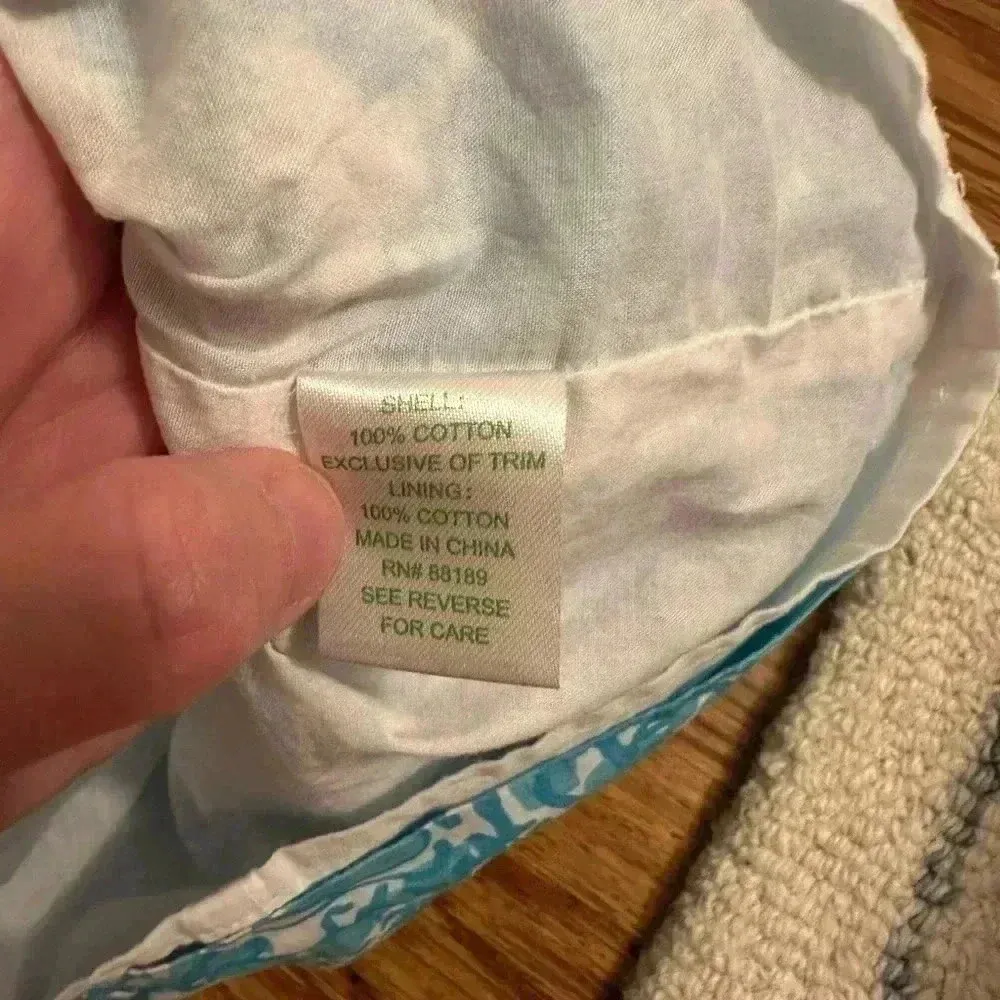 SHELL:
100% COTTON
EXCLUSIVE OF TRIM
LINING:
100% COTTON
MADE IN CHINA
RN# 88189
SEE REVERSE
FOR CARE